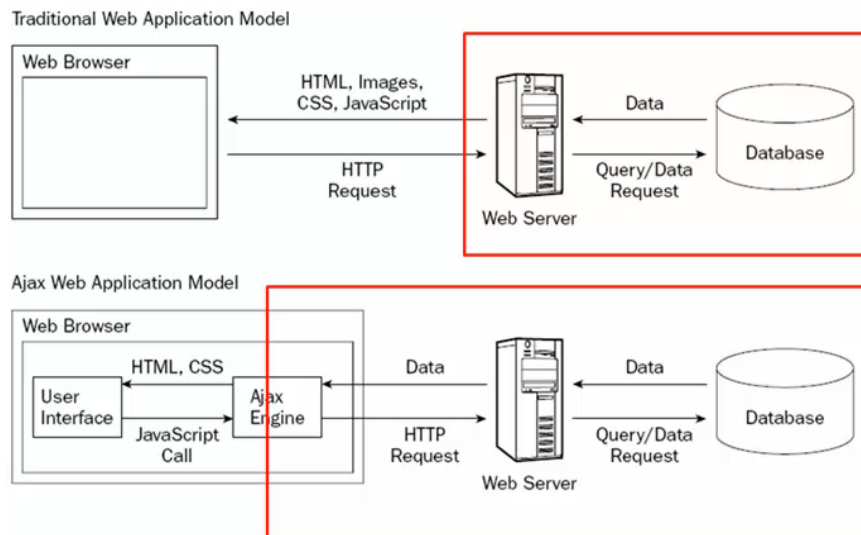 Traditional Web Application Model
Web Browser
HTML, Images,
CSS, JavaScript
HTTP
Request
Web Server
Data
Query/Data
Request
Database
Ajax Web Application Model
Web Browser
User
Interface
HTML, CSS
JavaScript
Call
Ajax
Engine
Data
HTTP
Request
Web Server
Data
Query/Data
Request
Database